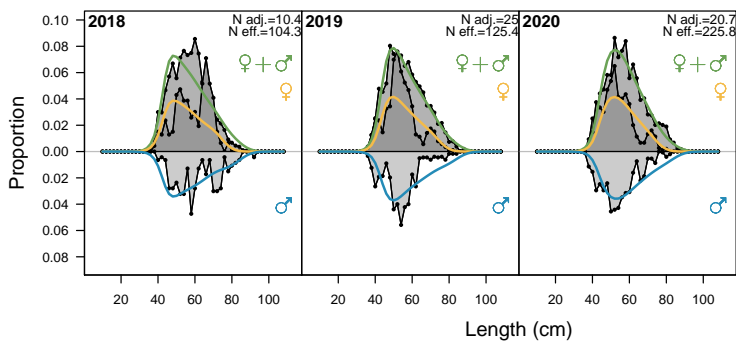 2018 N adj.=10.4
N eff.=104.3
♀+♂
♀
♂
2019 N adj.=25
N eff.=125.4
♀+♂
♀
♂
2020 N adj.=20.7
N eff.=225.8
♀+♂
♀
♂
Proportion
0.10
0.08
0.06
0.04
0.02
0.00
0.02
0.04
0.06
0.08
20 40 60 80 100 20 40 60 80 100 20 40 60 80 100
Length (cm)